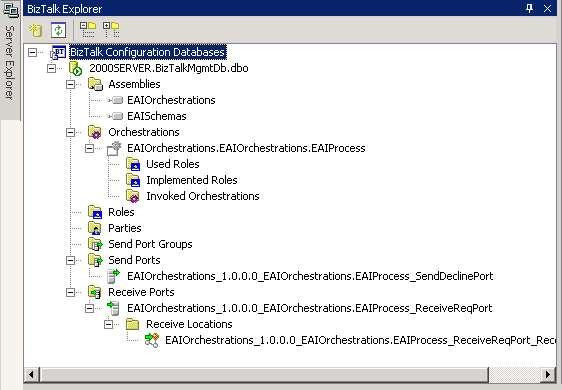 BizTalk Explorer
Server Explorer
BizTalk Configuration Databases
2000SERVER.BizTalkMgmtDb.dbo
Assemblies
EAIOrchestrations
EAISchemas
Orchestrations
EAIOrchestrations.EAIOrchestrations.EAIProcess
Used Roles
Implemented Roles
Invoked Orchestrations
Roles
Parties
Send Port Groups
Send Ports
EAIOrchestrations_1.0.0.0_EAIOrchestrations.EAIProcess_SendDeclinePort
Receive Ports
EAIOrchestrations_1.0.0.0_EAIOrchestrations.EAIProcess_ReceiveReqPort
Receive Locations
EAIOrchestrations_1.0.0.0_EAIOrchestrations.EAIProcess_ReceiveReqPort_Rec